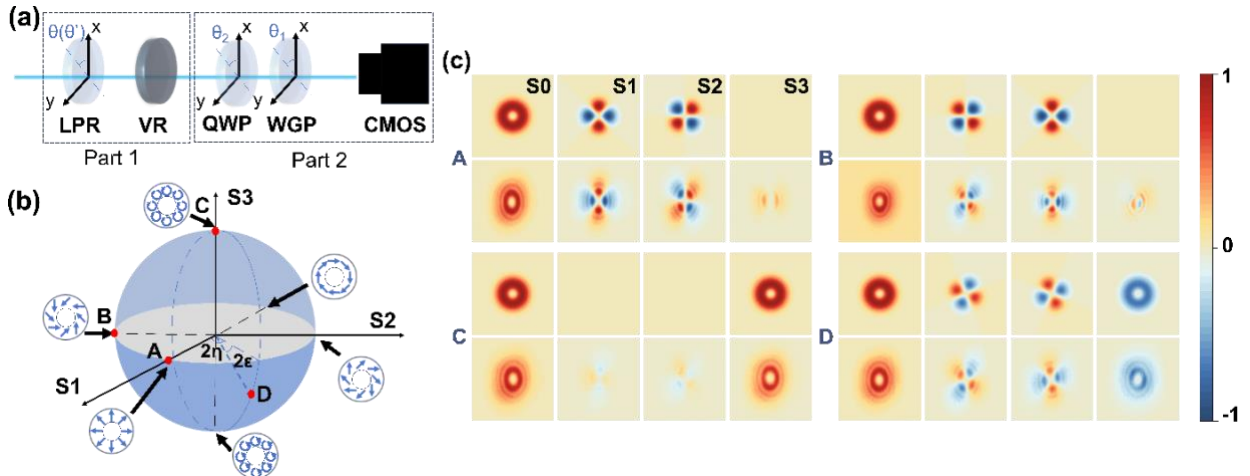 (a)
θ(θ')
x
y
LPR
VR
Part 1
θ2
x
y
QWP
θ1
x
y
WGP
CMOS
Part 2
(b)
C
S3
B
S2
A
2η
2ε
D
S1
(c)
S0
S1
S2
S3
A
B
C
D
1
0
-1